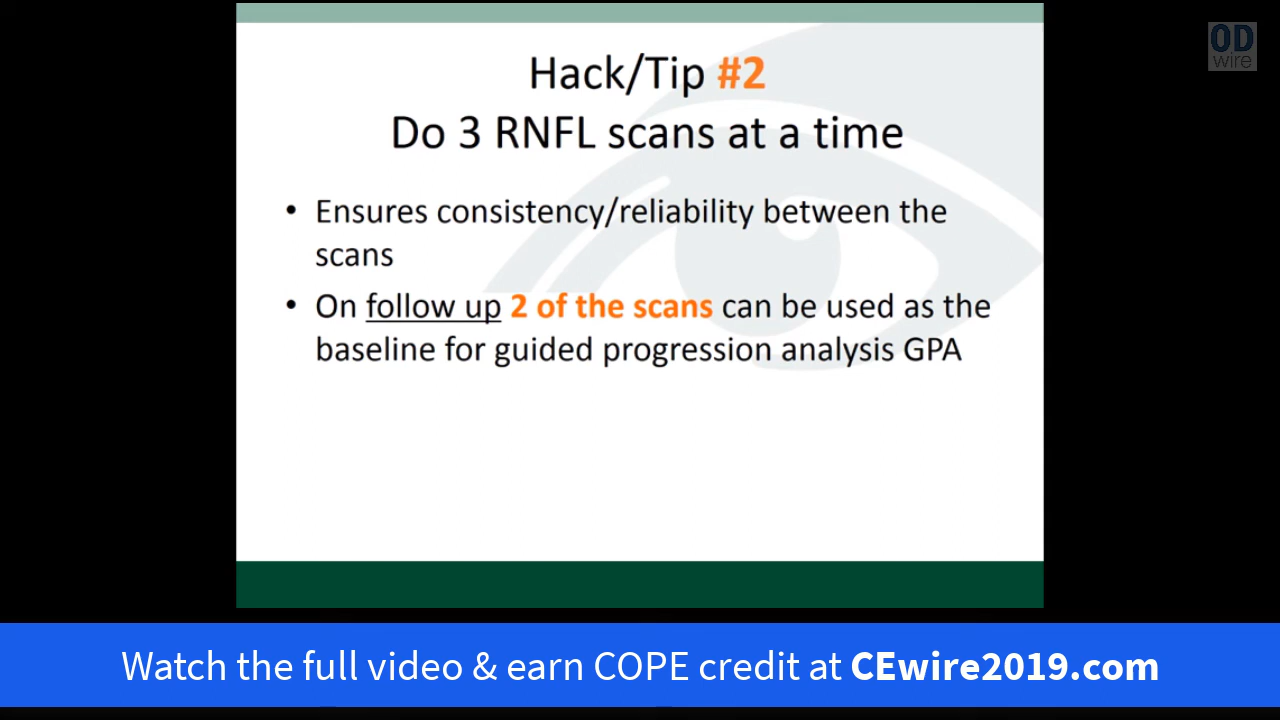 OD
wire
Hack/Tip #2
Do 3 RNFL scans at a time
• Ensures consistency/reliability between the
scans
• On follow up 2 of the scans can be used as the
baseline for guided progression analysis GPA
Watch the full video & earn COPE credit at CEwire2019.com